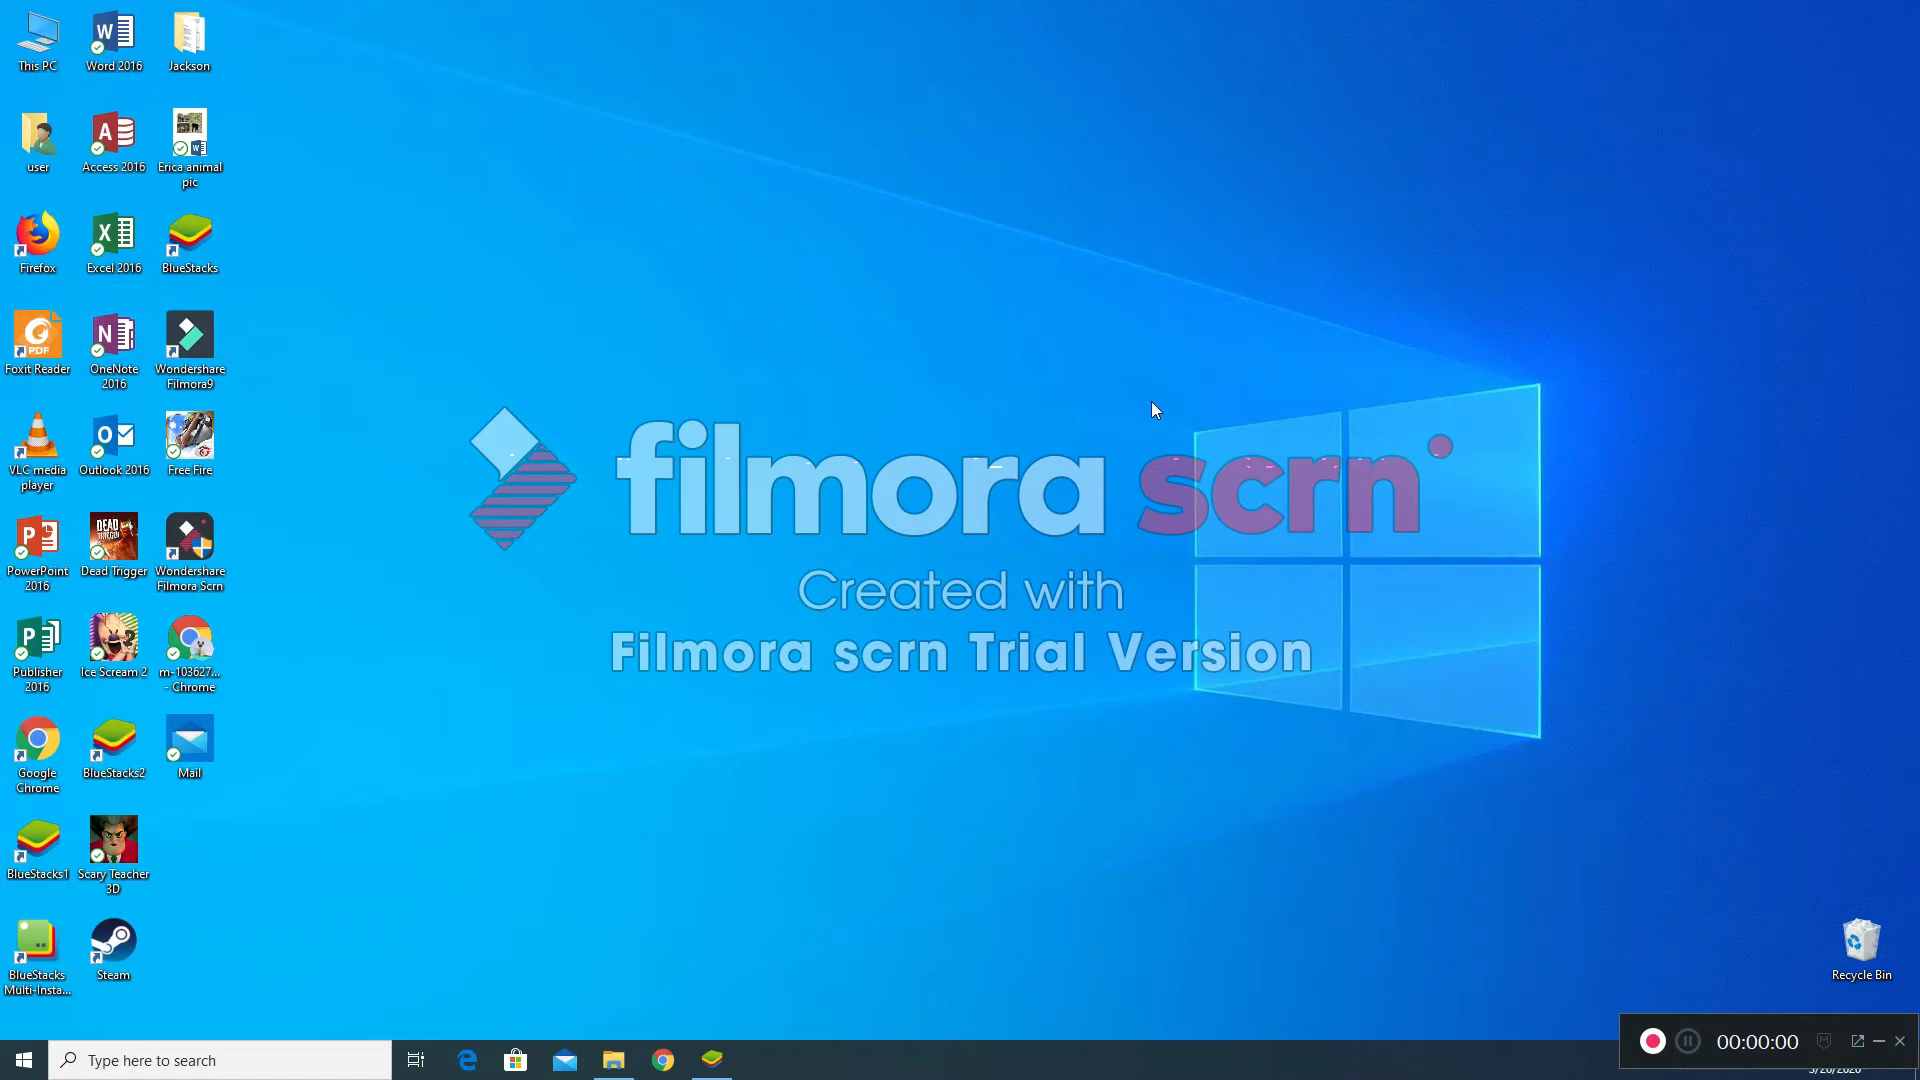 This PC
Word 2016
Jackson
user
Access 2016
Erica animal
pic
Firefox
Excel 2016
BlueStacks
PDF
Foxit Reader
OneNote
2016
Wondershare
Filmora9
VLC media
player
Outlook 2016
Free Fire
DEAD
TRIGGER
PowerPoint
2016
Dead Trigger
Wondershare
Filmora Scrn
Publisher
2016
Ice Scream 2
m-103627...
- Chrome
Google
Chrome
BlueStacks2
Mail
BlueStacks1
Scary Teacher
3D
BlueStacks
Multi-Insta...
Steam
filmora scrn
Created with
Filmora scrn Trial Version
Recycle Bin
Type here to search
00:00:00